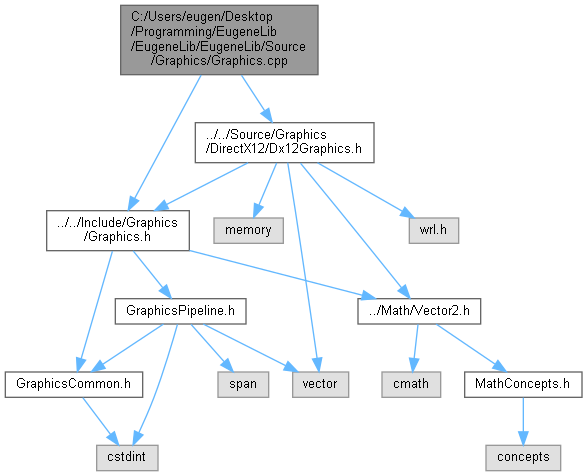 C:/Users/eugen/Desktop
/Programming/EugeneLib
/EugeneLib/EugeneLib/Source
/Graphics/Graphics.cpp
../../Source/Graphics
/DirectX12/Dx12Graphics.h
../../Include/Graphics
/Graphics.h
memory
wrl.h
GraphicsPipeline.h
../Math/Vector2.h
GraphicsCommon.h
span
vector
cmath
MathConcepts.h
cstdint
concepts